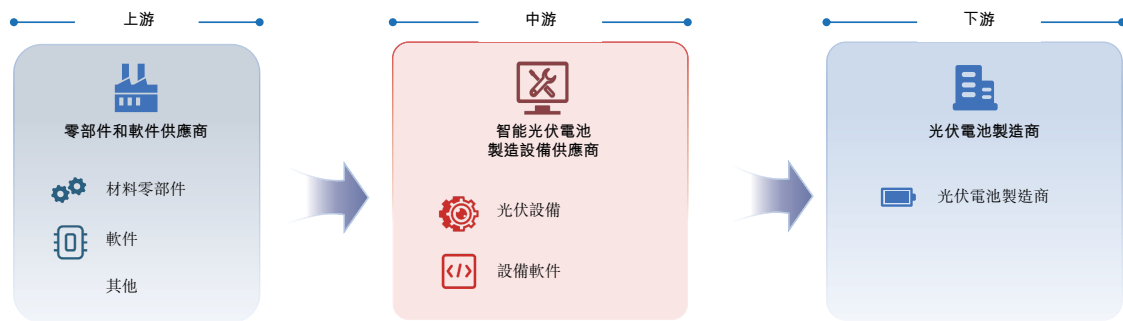 上游
零部件和軟件供應商
材料零部件
軟件
其他
中游
智能光伏電池
製造設備供應商
光伏設備
設備軟件
下游
光伏電池製造商
光伏電池製造商